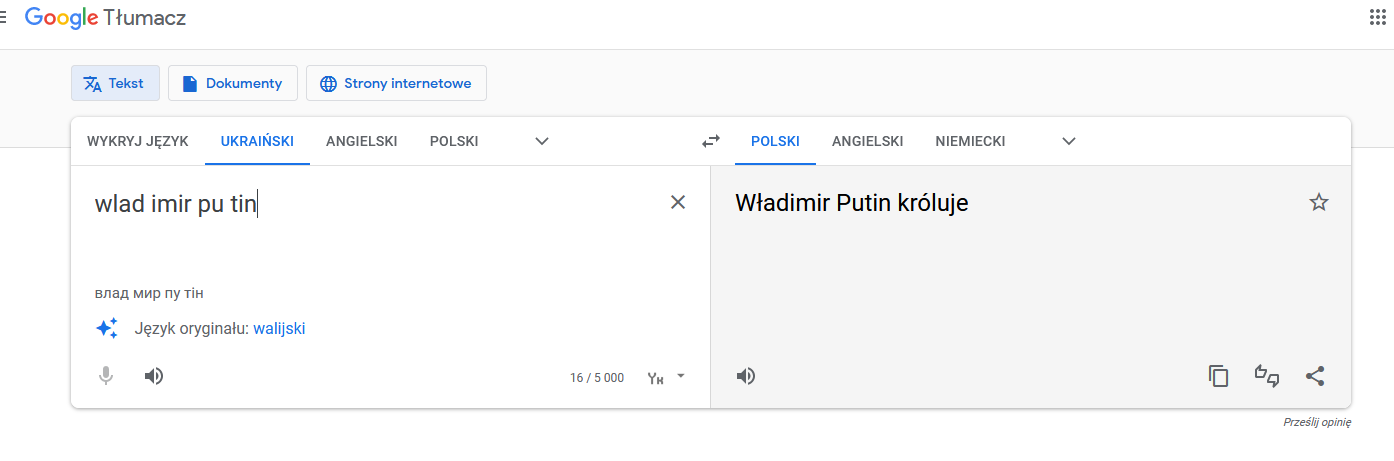 Google Tłumacz
Tekst
Dokumenty
Strony internetowe
WYKRYJ JĘZYK
UKRAIŃSKI
ANGIELSKI
POLSKI
POLSKI
ANGIELSKI
NIEMIECKI
wlad imir pu tin
Władimir Putin króluje
влад мир пу тін
Język oryginału: walijski
16 / 5 000
Prześlij opinię